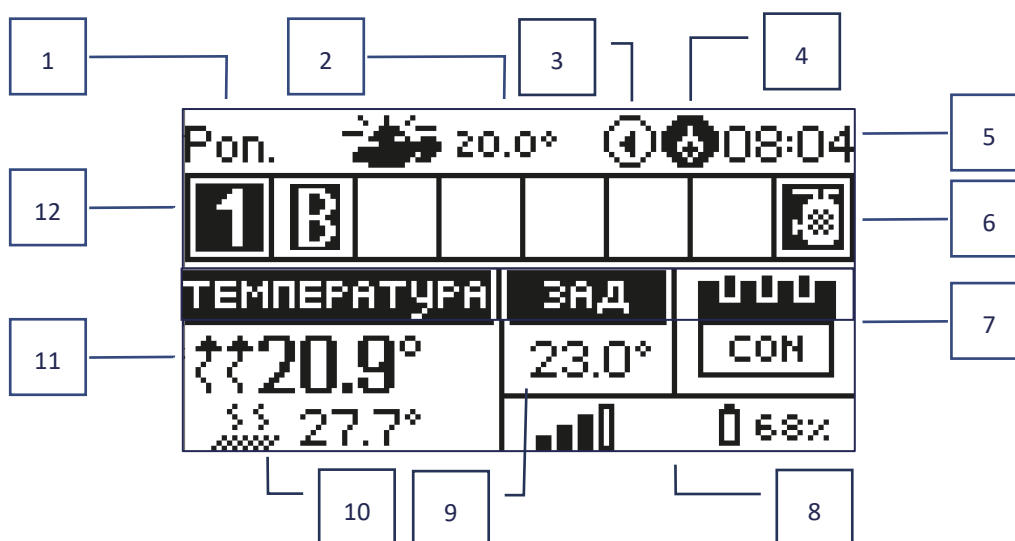 1 2 3 4
Pon. 20.0° 08:04 5
12 1 B 6
ТЕМПЕРАТУРА ЗАД 7
11 20.9° 23.0° CON
27.7° 68%
10 9 8